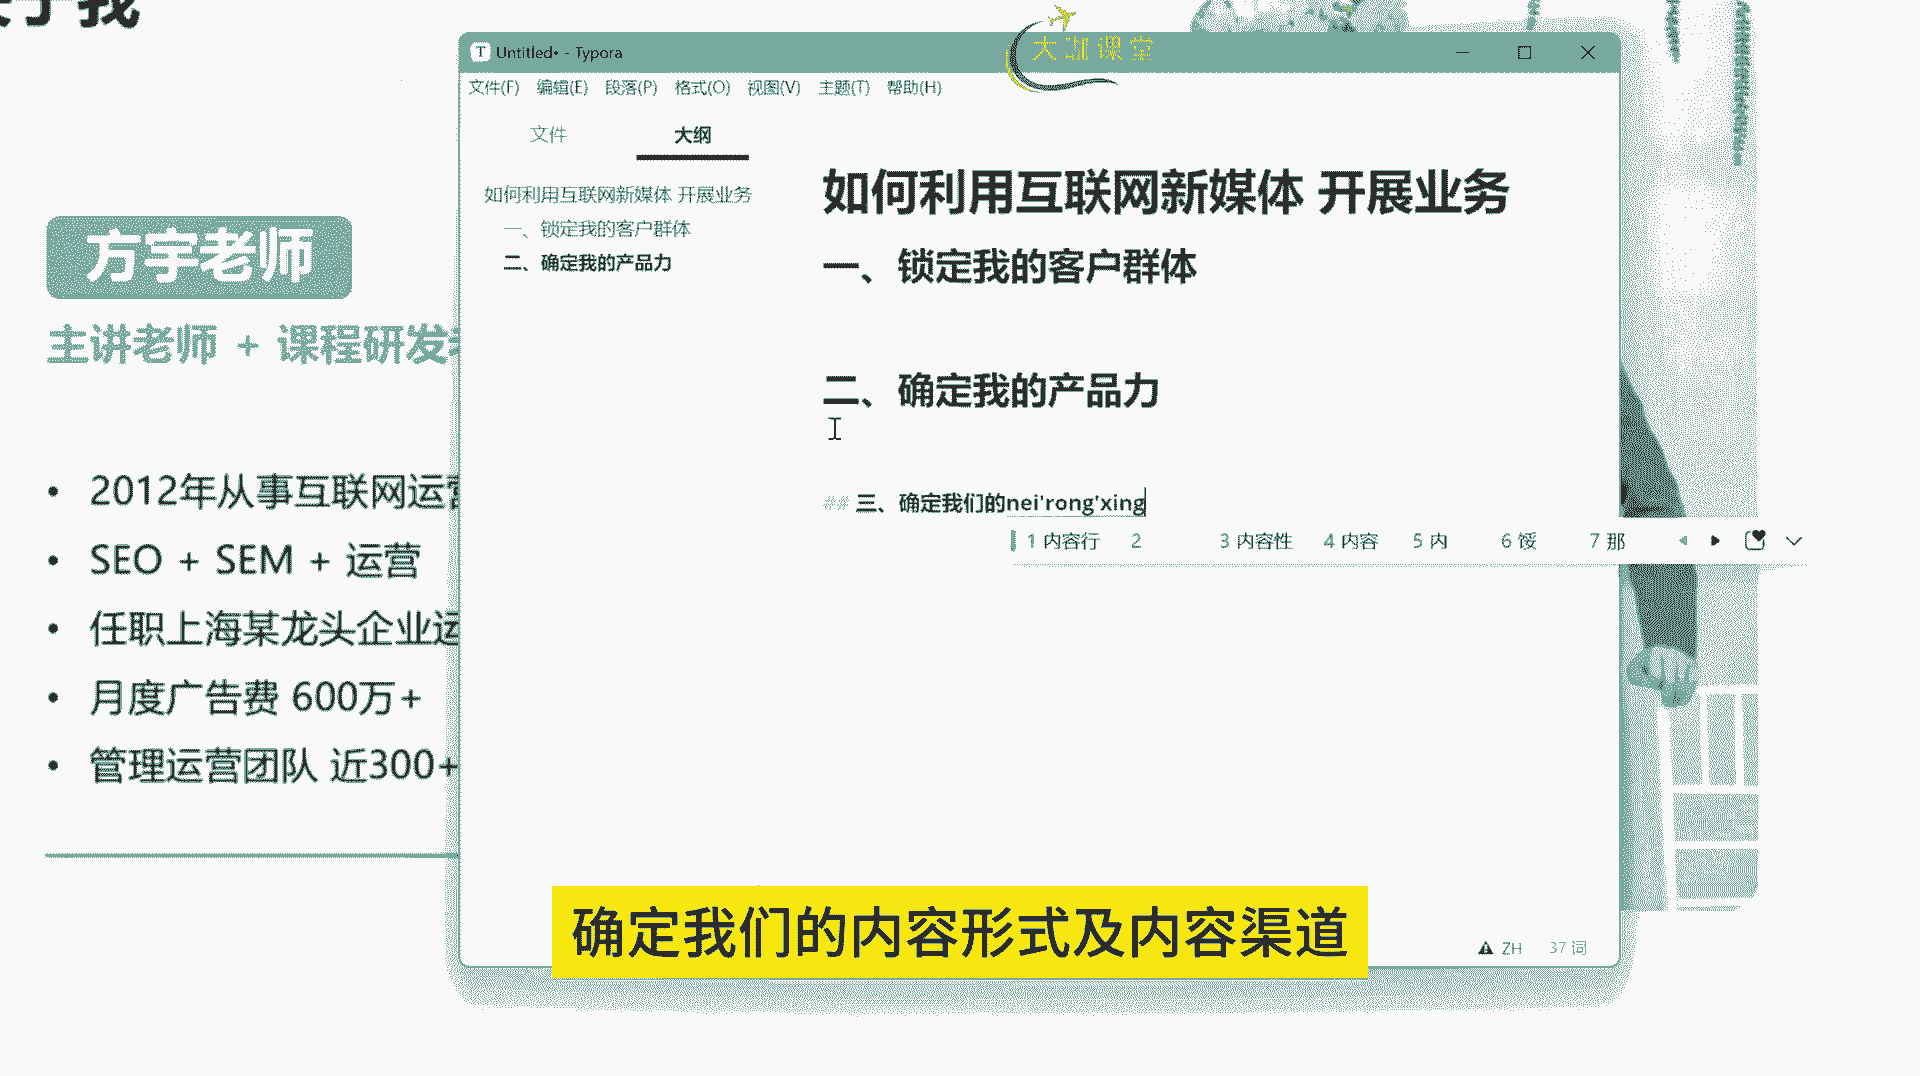 我
大咖课堂
Untitled• - Typora
文件(F) 编辑(E) 段落(P) 格式(O) 视图(V) 主题(T) 帮助(H)
文件 大纲
如何利用互联网新媒体 开展业务
一、锁定我的客户群体
二、确定我的产品力
如何利用互联网新媒体 开展业务
一、锁定我的客户群体
二、确定我的产品力
## 三、确定我们的nei'rong'xing
1 内容行 2 3 内容性 4 内容 5 内 6 馁 7 那
方宇老师
主讲老师 + 课程研发
• 2012年从事互联网运营
• SEO + SEM + 运营
• 任职上海某龙头企业运
• 月度广告费 600万+
• 管理运营团队 近300+
确定我们的内容形式及内容渠道
ZH 37 词